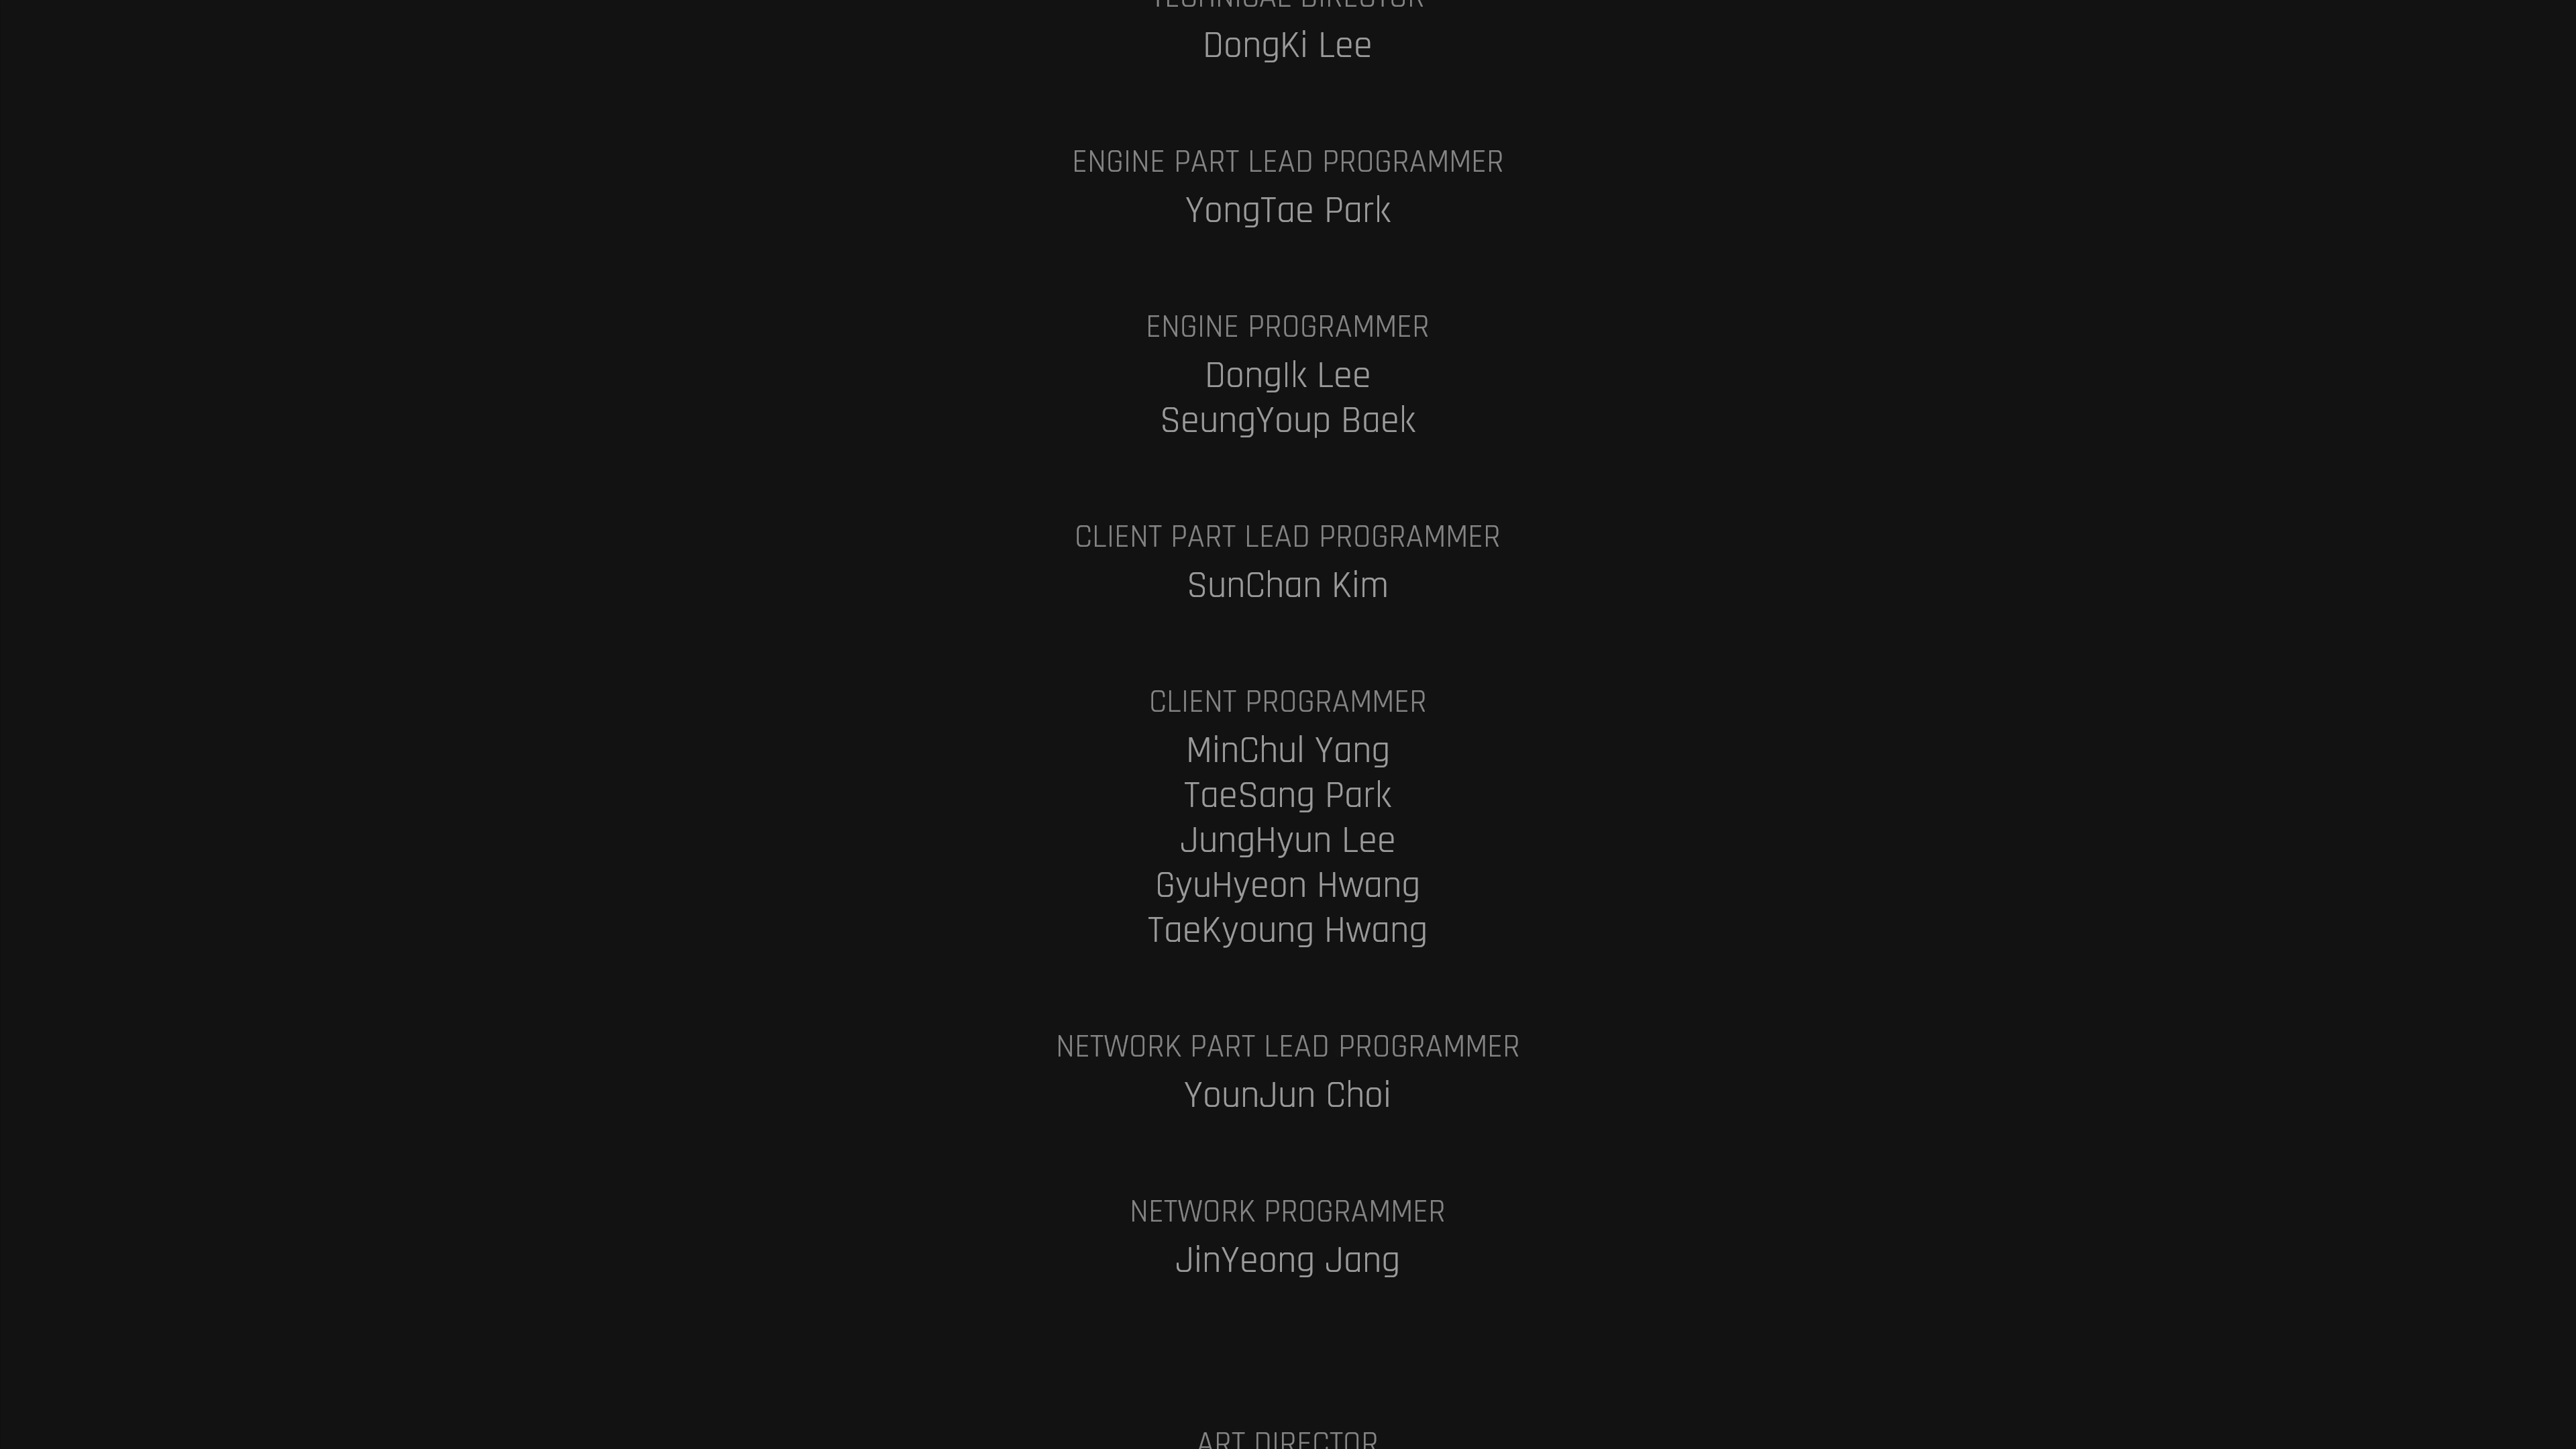 TECHNICAL DIRECTOR
DongKi Lee
ENGINE PART LEAD PROGRAMMER
YongTae Park
ENGINE PROGRAMMER
DongIk Lee
SeungYoup Baek
CLIENT PART LEAD PROGRAMMER
SunChan Kim
CLIENT PROGRAMMER
MinChul Yang
TaeSang Park
JungHyun Lee
GyuHyeon Hwang
TaeKyoung Hwang
NETWORK PART LEAD PROGRAMMER
YounJun Choi
NETWORK PROGRAMMER
JinYeong Jang
ART DIRECTOR